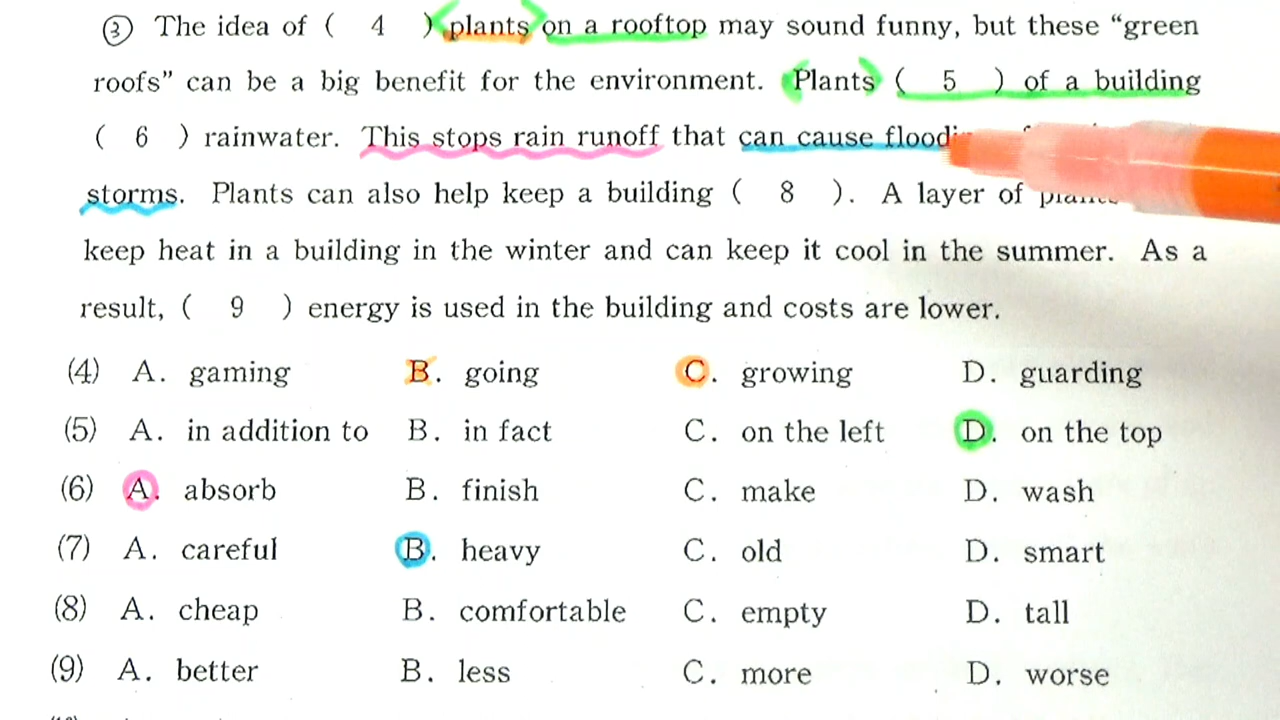 ③ The idea of ( 4 ) plants on a rooftop may sound funny, but these “green
roofs” can be a big benefit for the environment. Plants ( 5 ) of a building
( 6 ) rainwater. This stops rain runoff that can cause
storms. Plants can also help keep a building ( 8 ). A layer of
keep heat in a building in the winter and can keep it cool in the summer. As a
result, ( 9 ) energy is used in the building and costs are lower.
(4) A. gaming B. going C. growing D. guarding
(5) A. in addition to B. in fact C. on the left D. on the top
(6) A. absorb B. finish C. make D. wash
(7) A. careful B. heavy C. old D. smart
(8) A. cheap B. comfortable C. empty D. tall
(9) A. better B. less C. more D. worse